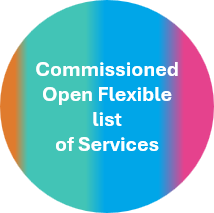 Commissioned
Open Flexible
list
of Services